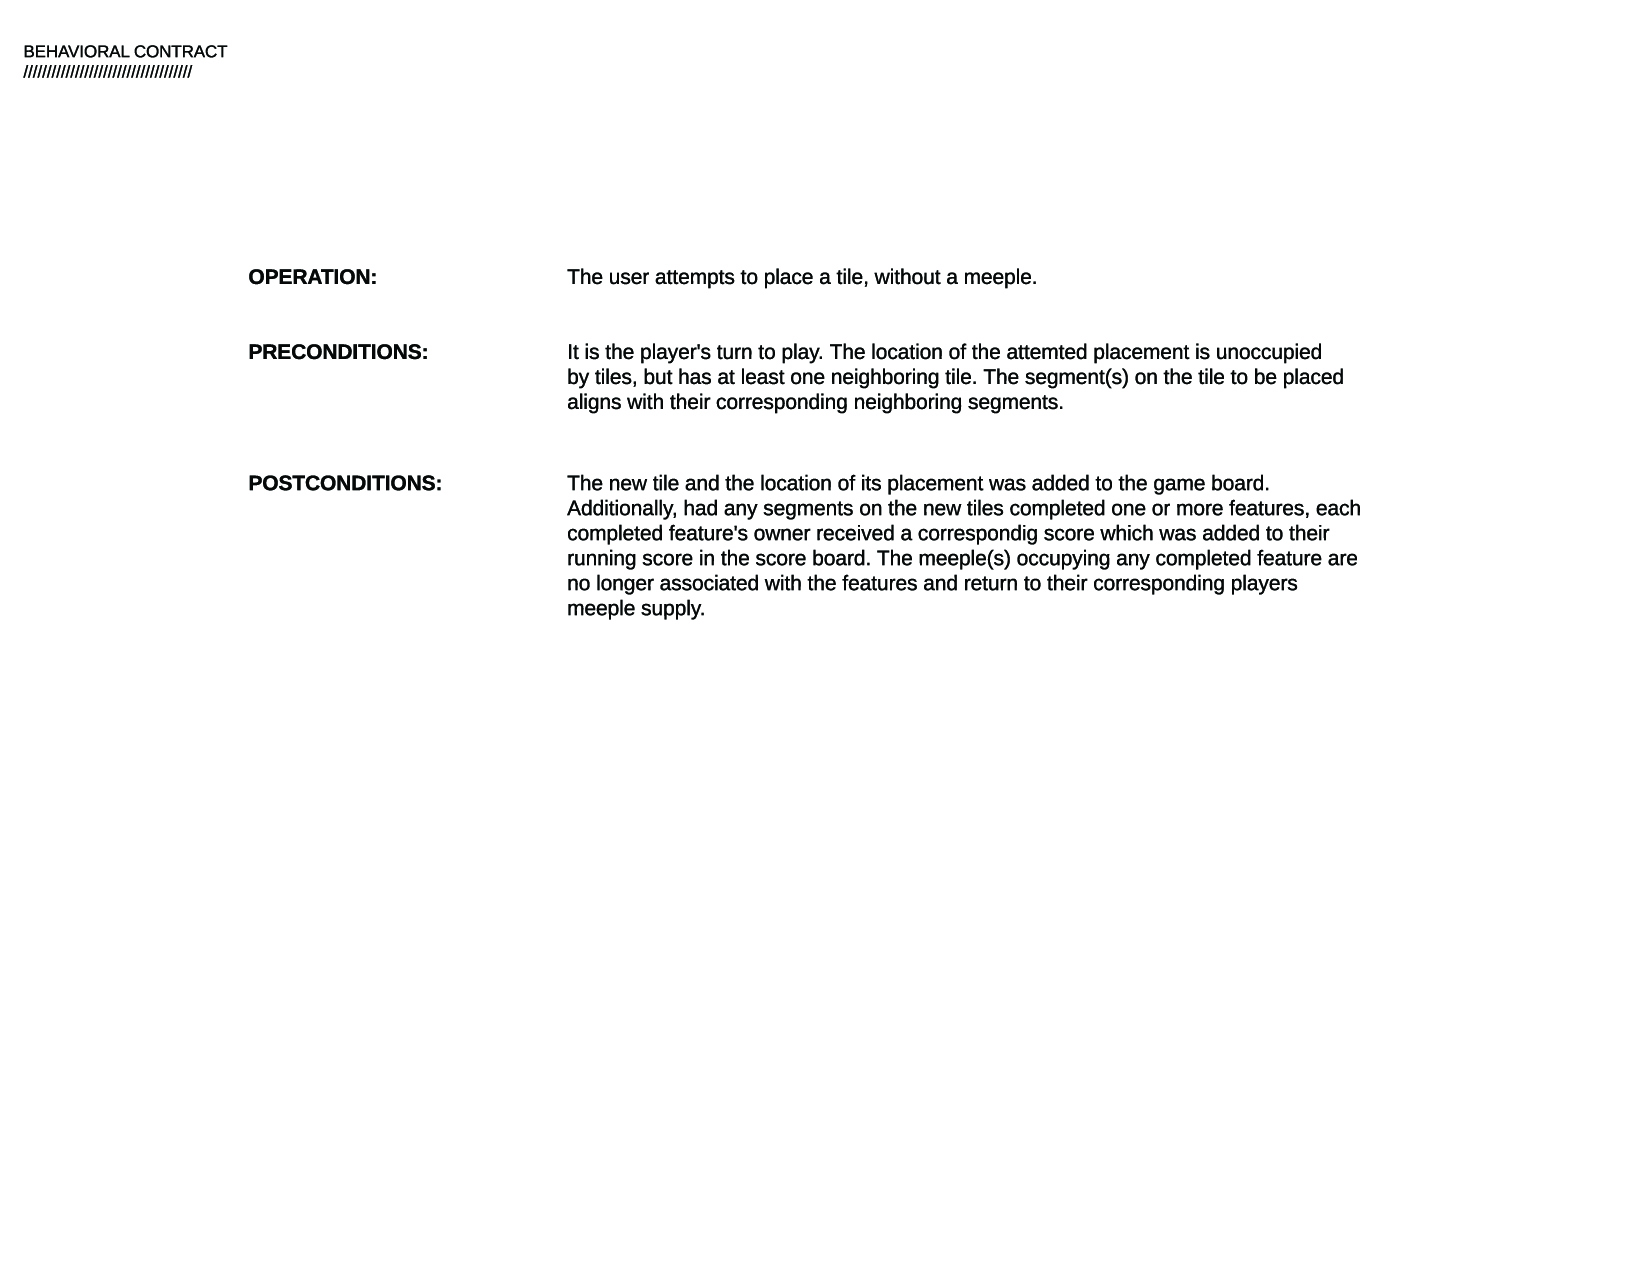 BEHAVIORAL CONTRACT
////////////////////////////////////
OPERATION:
The user attempts to place a tile, without a meeple.
PRECONDITIONS:
It is the player's turn to play. The location of the attemted placement is unoccupied
by tiles, but has at least one neighboring tile. The segment(s) on the tile to be placed
aligns with their corresponding neighboring segments.
POSTCONDITIONS:
The new tile and the location of its placement was added to the game board.
Additionally, had any segments on the new tiles completed one or more features, each
completed feature's owner received a correspondig score which was added to their
running score in the score board. The meeple(s) occupying any completed feature are
no longer associated with the features and return to their corresponding players
meeple supply.